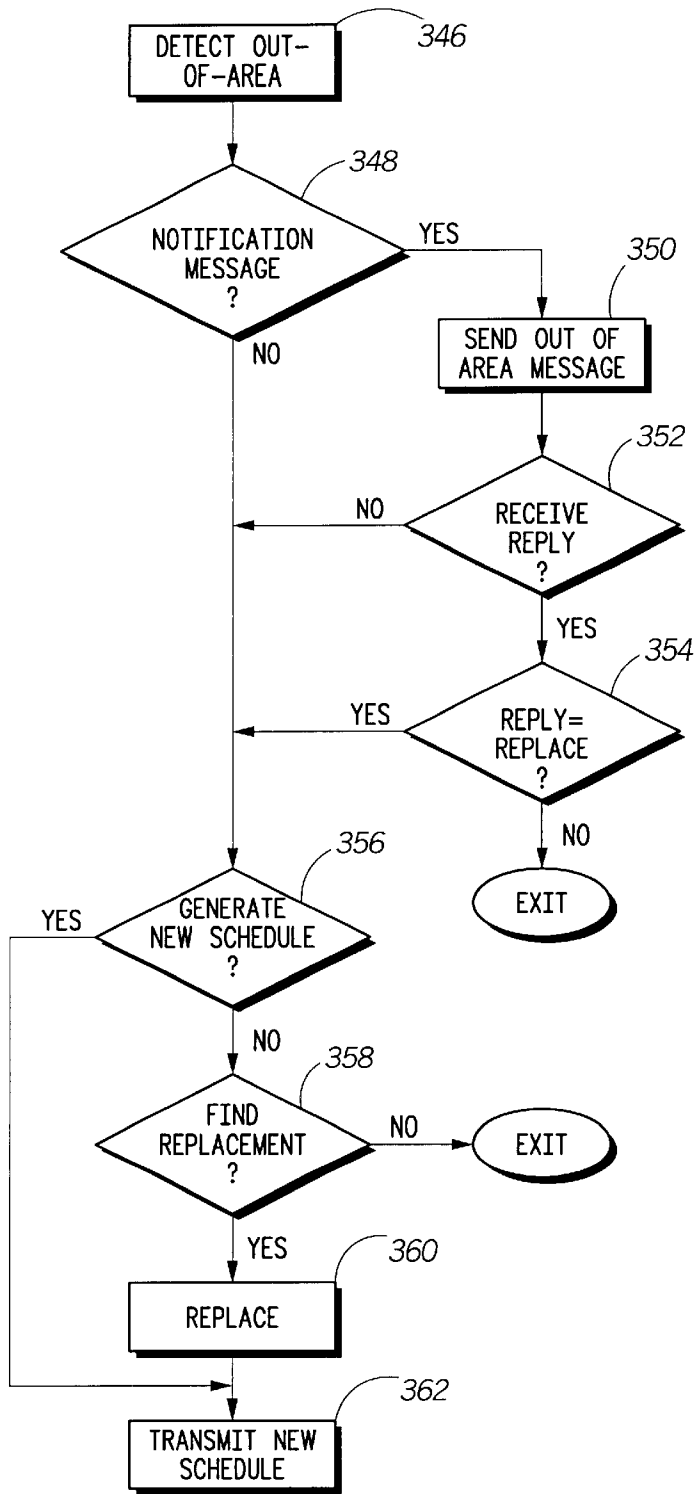 DETECT OUT-
OF-AREA
346
348
NOTIFICATION
MESSAGE
?
YES
NO
350
SEND OUT OF
AREA MESSAGE
352
RECEIVE
REPLY
?
NO
YES
354
REPLY=
REPLACE
?
YES
NO
EXIT
356
GENERATE
NEW SCHEDULE
?
YES
NO
358
FIND
REPLACEMENT
?
NO
EXIT
YES
360
REPLACE
362
TRANSMIT NEW
SCHEDULE